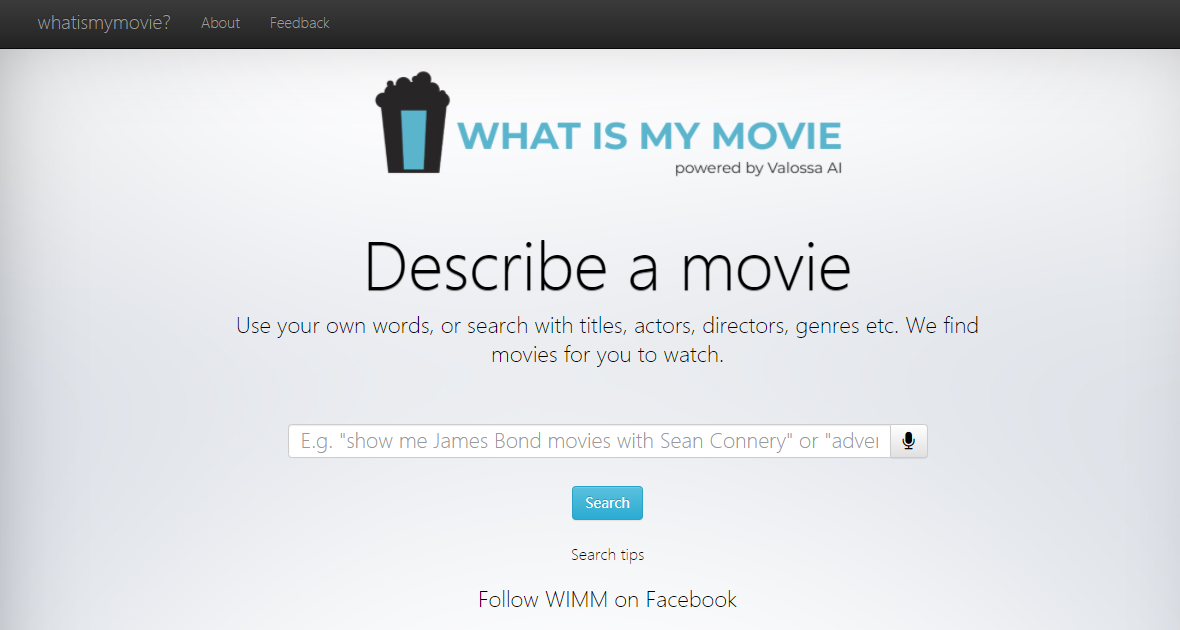 whatismymovie? About Feedback
WHAT IS MY MOVIE
powered by Valossa AI
Describe a movie
Use your own words, or search with titles, actors, directors, genres etc. We find
movies for you to watch.
E.g. "show me James Bond movies with Sean Connery" or "adver
Search
Search tips
Follow WIMM on Facebook